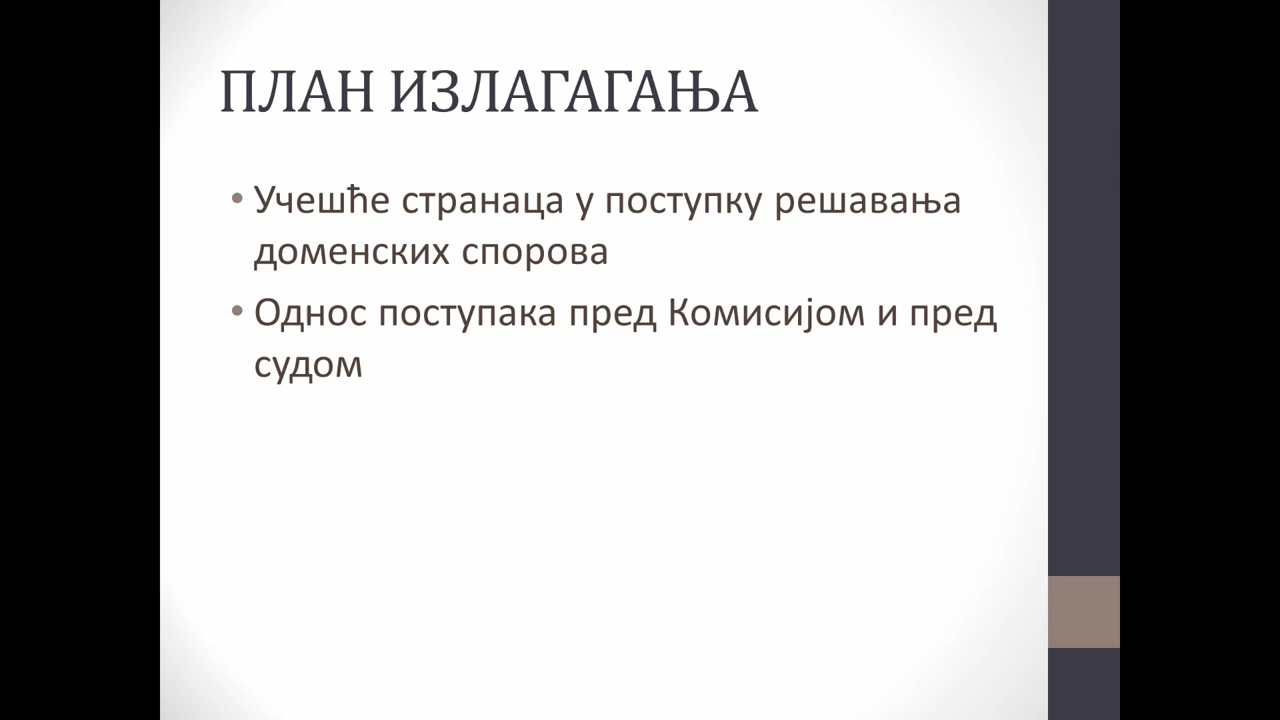 ПЛАН ИЗЛАГАГАЊА
• Учешће странаца у поступку решавања
доменских спорова
• Однос поступака пред Комисијом и пред
судом